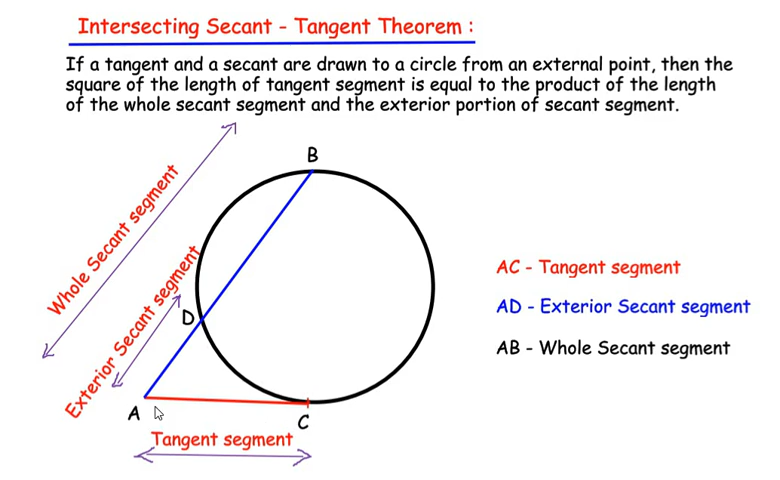 Intersecting Secant - Tangent Theorem :
If a tangent and a secant are drawn to a circle from an external point, then the
square of the length of tangent segment is equal to the product of the length
of the whole secant segment and the exterior portion of secant segment.
B
Whole Secant segment
Exterior Secant segment
D
A
C
Tangent segment
AC - Tangent segment
AD - Exterior Secant segment
AB - Whole Secant segment